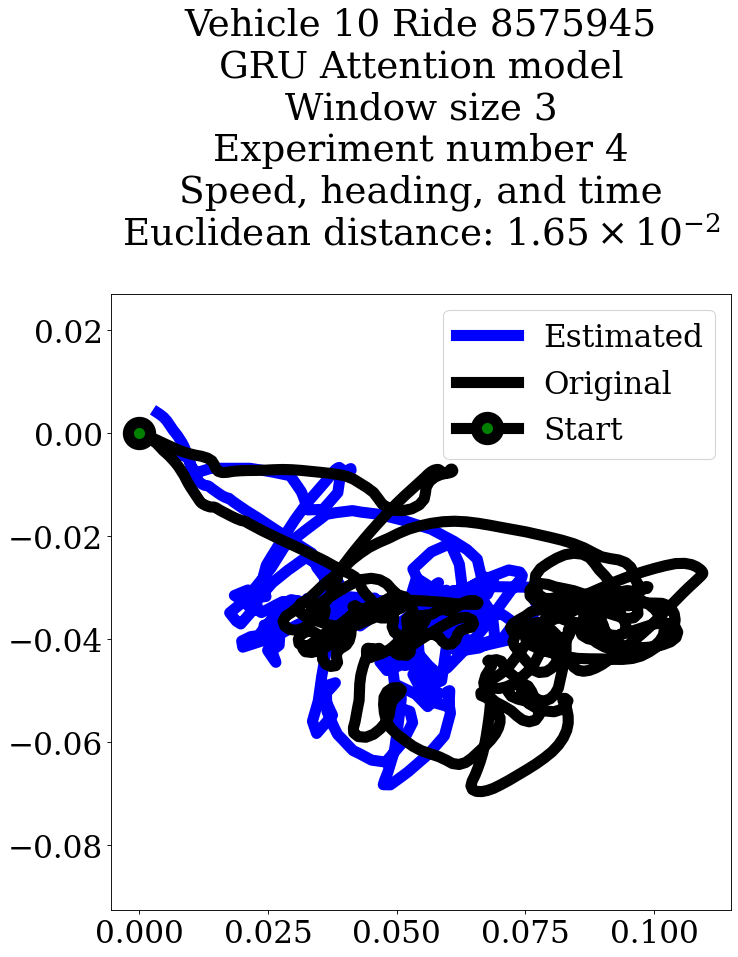 Vehicle 10 Ride 8575945
GRU Attention model
Window size 3
Experiment number 4
Speed, heading, and time
Euclidean distance: 1.65 × 10⁻²
Estimated
Original
Start
0.02
0.00
−0.02
−0.04
−0.06
−0.08
0.000 0.025 0.050 0.075 0.100